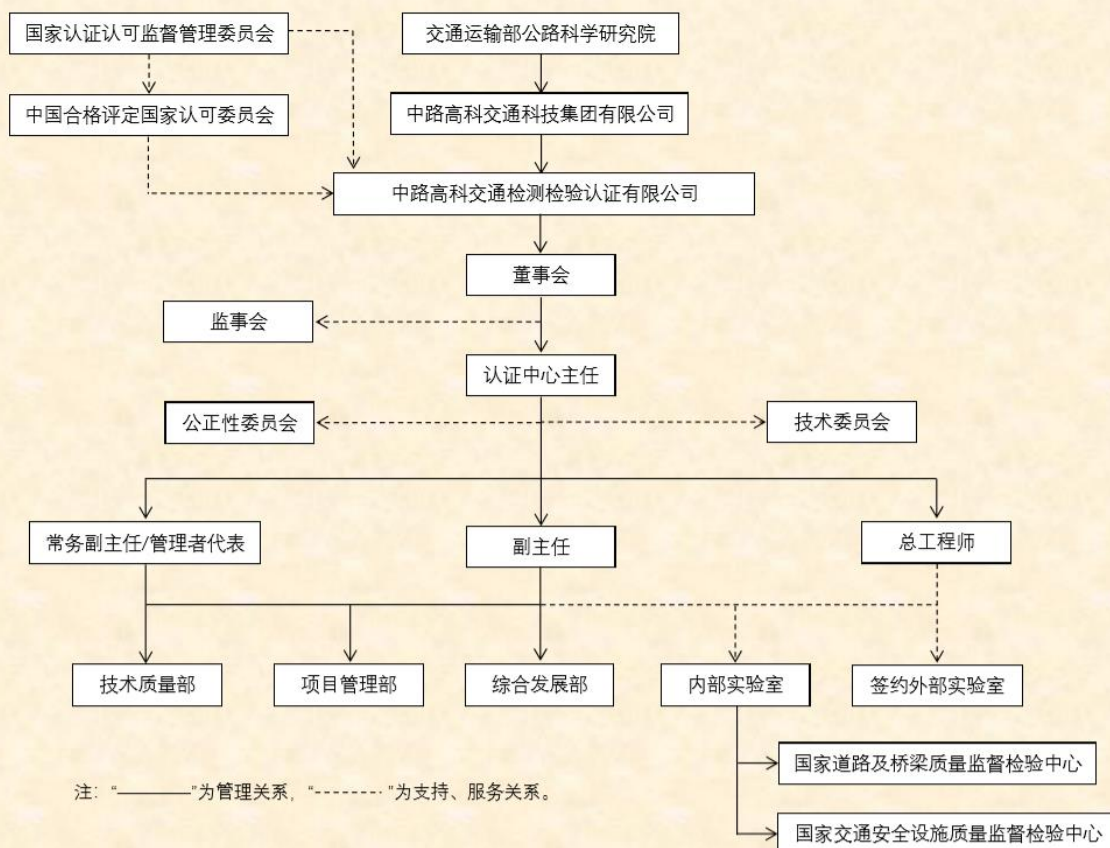 国家认证认可监督管理委员会
交通运输部公路科学研究院
中国合格评定国家认可委员会
中路高科交通科技集团有限公司
中路高科交通检测检验认证有限公司
董事会
监事会
认证中心主任
公正性委员会
技术委员会
常务副主任/管理者代表
副主任
总工程师
技术质量部
项目管理部
综合发展部
内部实验室
签约外部实验室
国家道路及桥梁质量监督检验中心
注：“————”为管理关系，“--------”为支持、服务关系。
国家交通安全设施质量监督检验中心